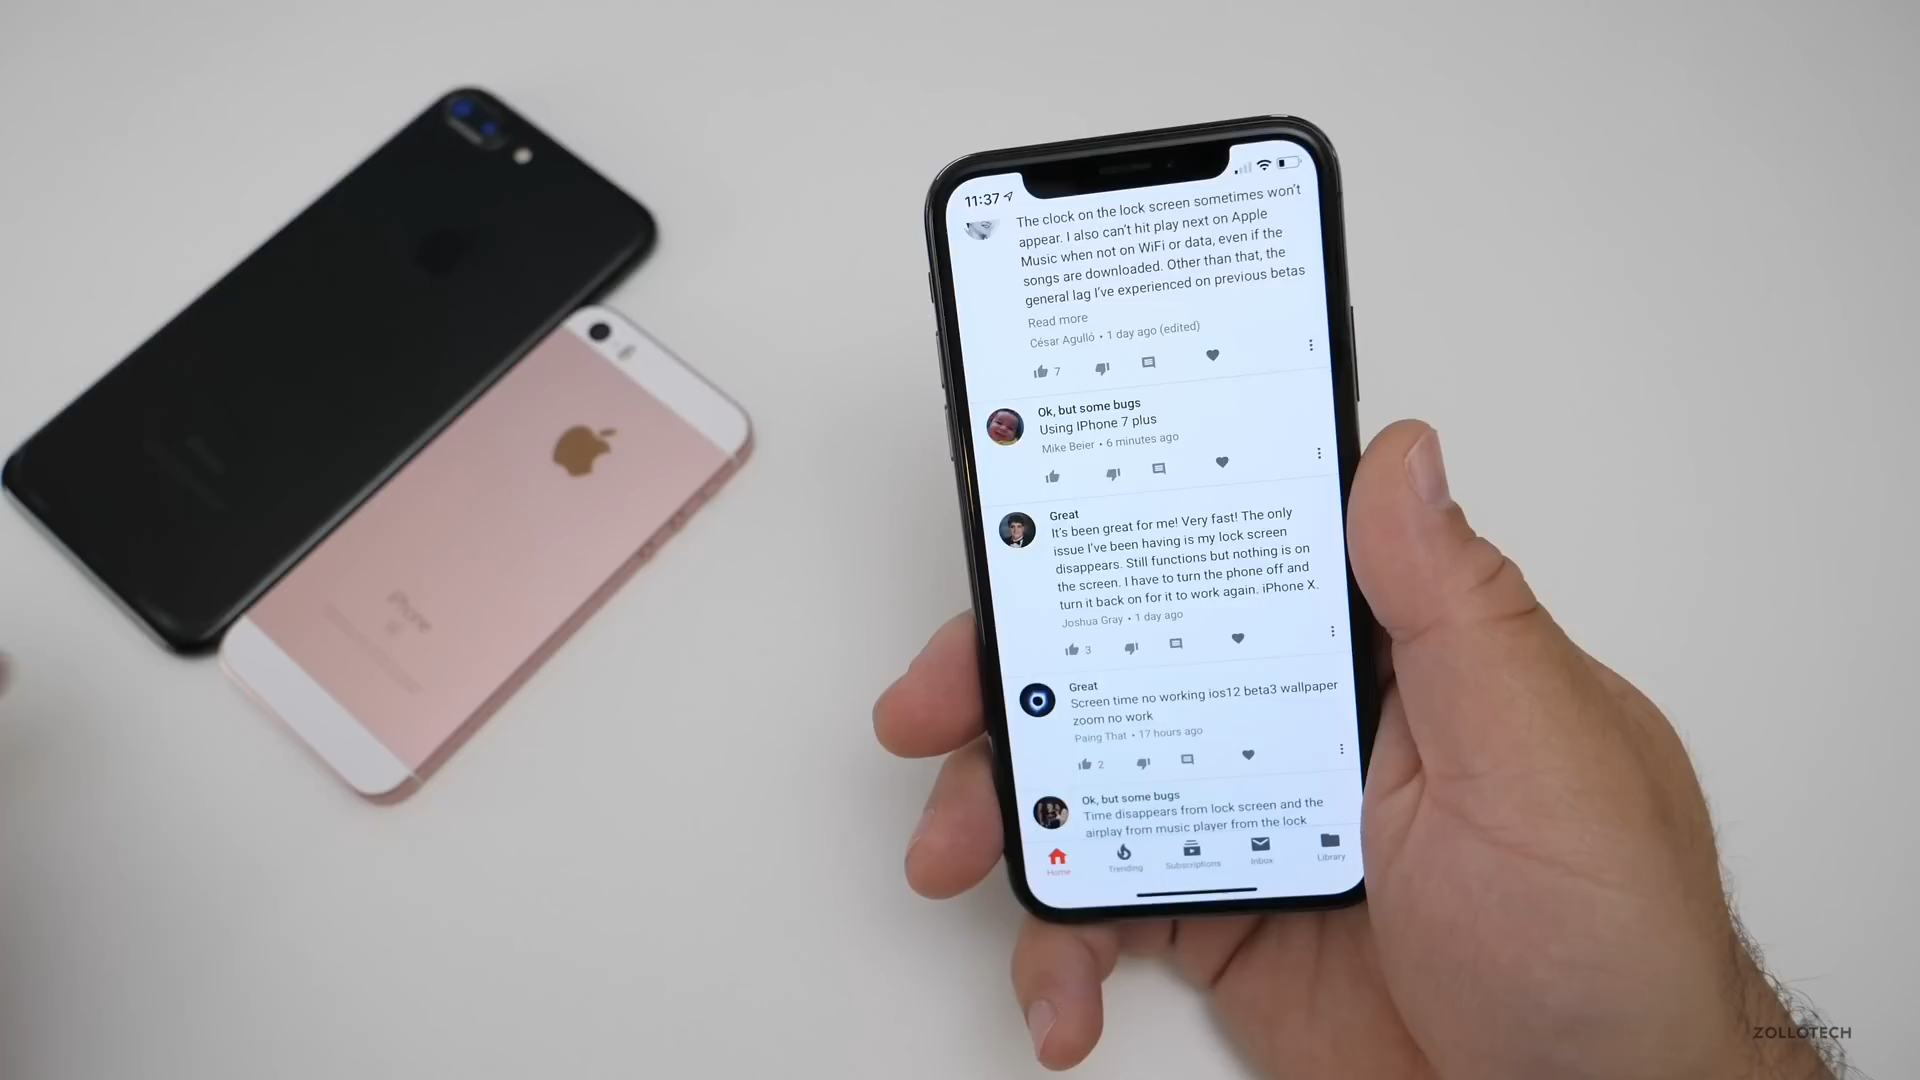 11:37
The clock on the lock screen sometimes won't
appear. I also can't hit play next on Apple
Music when not on WiFi or data, even if the
songs are downloaded. Other than that, the
general lag I've experienced on previous betas
Read more
César Agulló • 1 day ago (edited)
7
Ok, but some bugs
Using IPhone 7 plus
Mike Beier • 6 minutes ago
Great
It's been great for me! Very fast! The only
issue I've been having is my lock screen
disappears. Still functions but nothing is on
the screen. I have to turn the phone off and
turn it back on for it to work again. iPhone X.
Joshua Gray • 1 day ago
3
Great
Screen time no working ios12 beta3 wallpaper
zoom no work
Paing That • 17 hours ago
2
Ok, but some bugs
Time disappears from lock screen and the
airplay from music player from the lock
Home
Trending
Subscriptions
Inbox
Library
iPhone
ZOLLOTECH